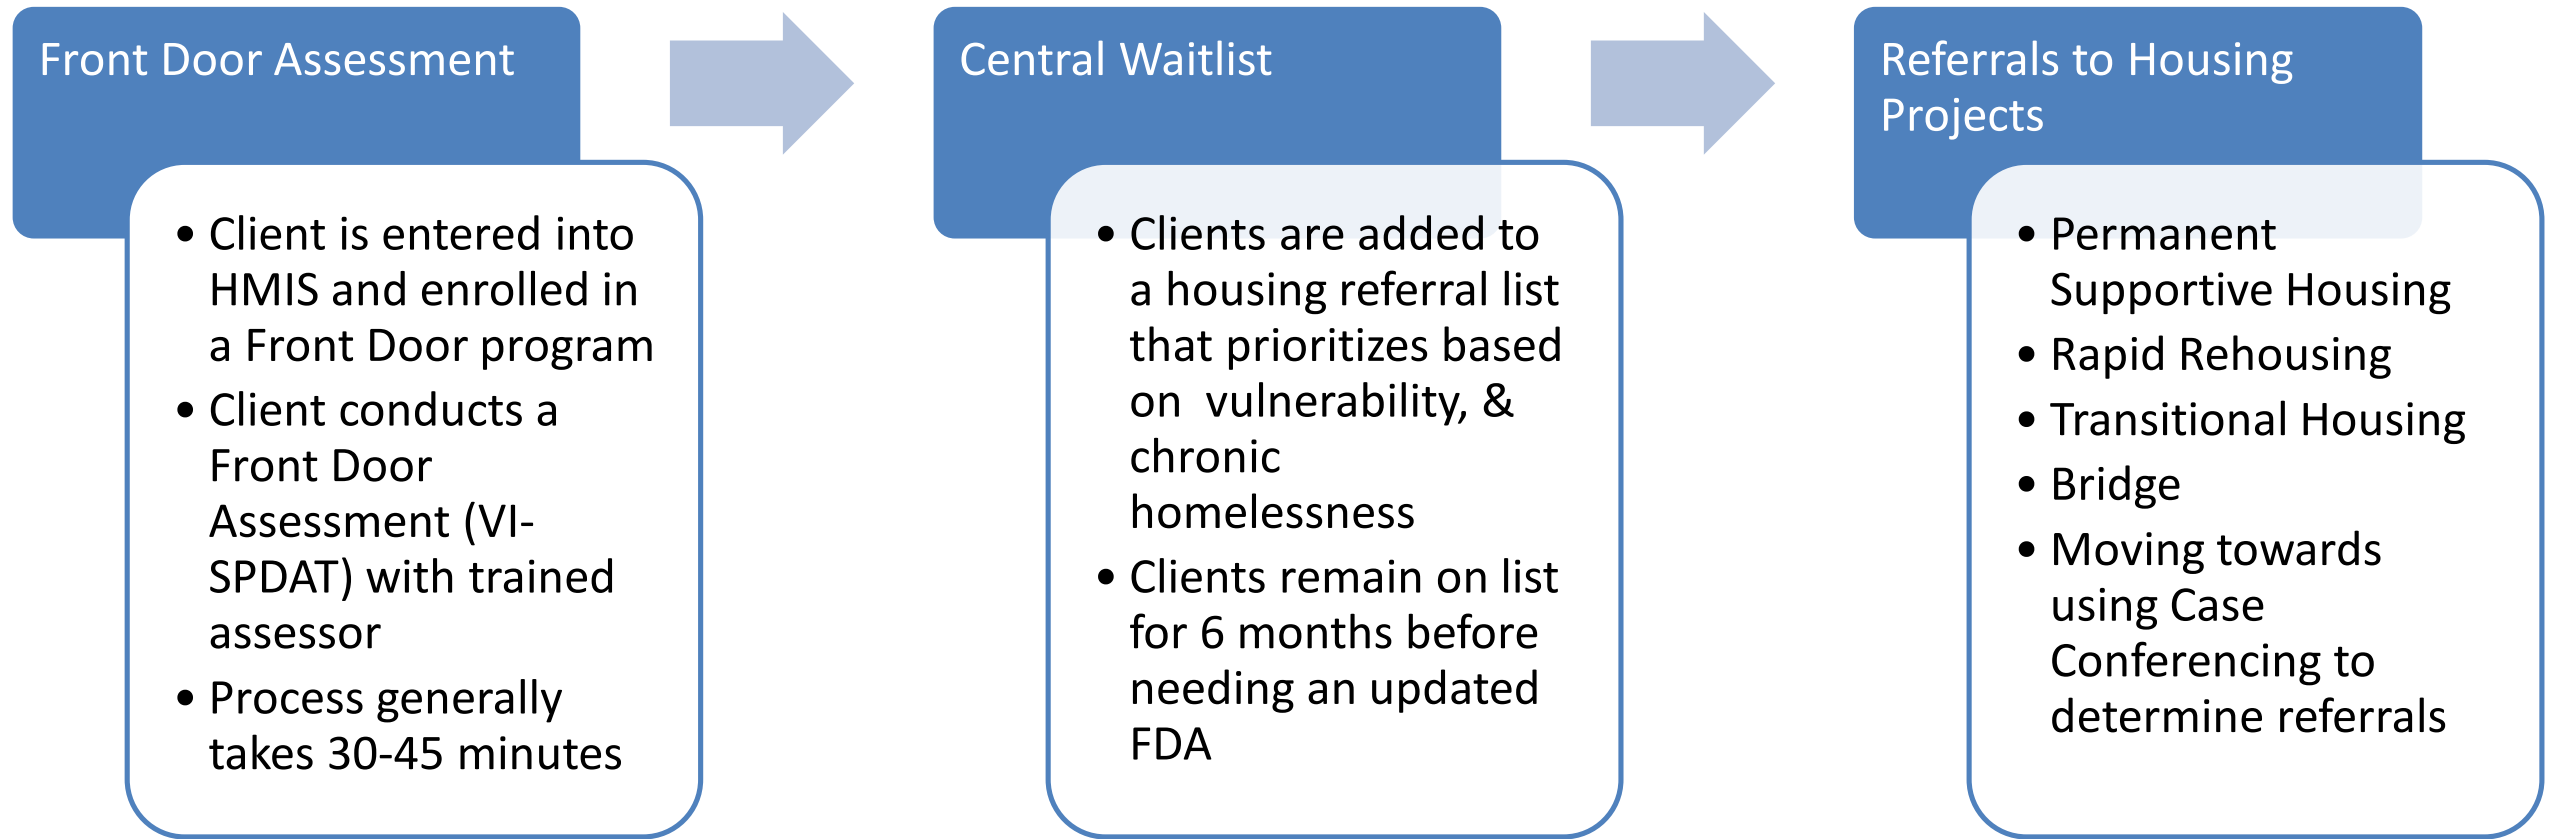 Front Door Assessment
• Client is entered into
HMIS and enrolled in
a Front Door program
• Client conducts a
Front Door
Assessment (VI-
SPDAT) with trained
assessor
• Process generally
takes 30-45 minutes
Central Waitlist
• Clients are added to
a housing referral list
that prioritizes based
on  vulnerability, &
chronic
homelessness
• Clients remain on list
for 6 months before
needing an updated
FDA
Referrals to Housing
Projects
• Permanent
Supportive Housing
• Rapid Rehousing
• Transitional Housing
• Bridge
• Moving towards
using Case
Conferencing to
determine referrals